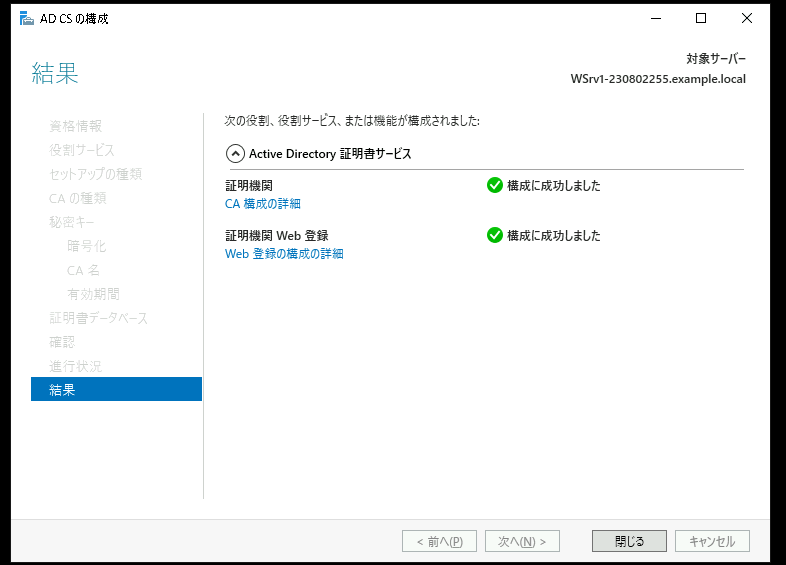 AD CS の構成
結果
対象サーバー
WSrv1-230802255.example.local
資格情報
役割サービス
セットアップの種類
CA の種類
秘密キー
暗号化
CA 名
有効期間
証明書データベース
確認
進行状況
結果
次の役割、役割サービス、または機能が構成されました:
Active Directory 証明書サービス
証明機関
構成に成功しました
CA 構成の詳細
証明機関 Web 登録
構成に成功しました
Web 登録の構成の詳細
< 前へ(P)
次へ(N) >
閉じる
キャンセル